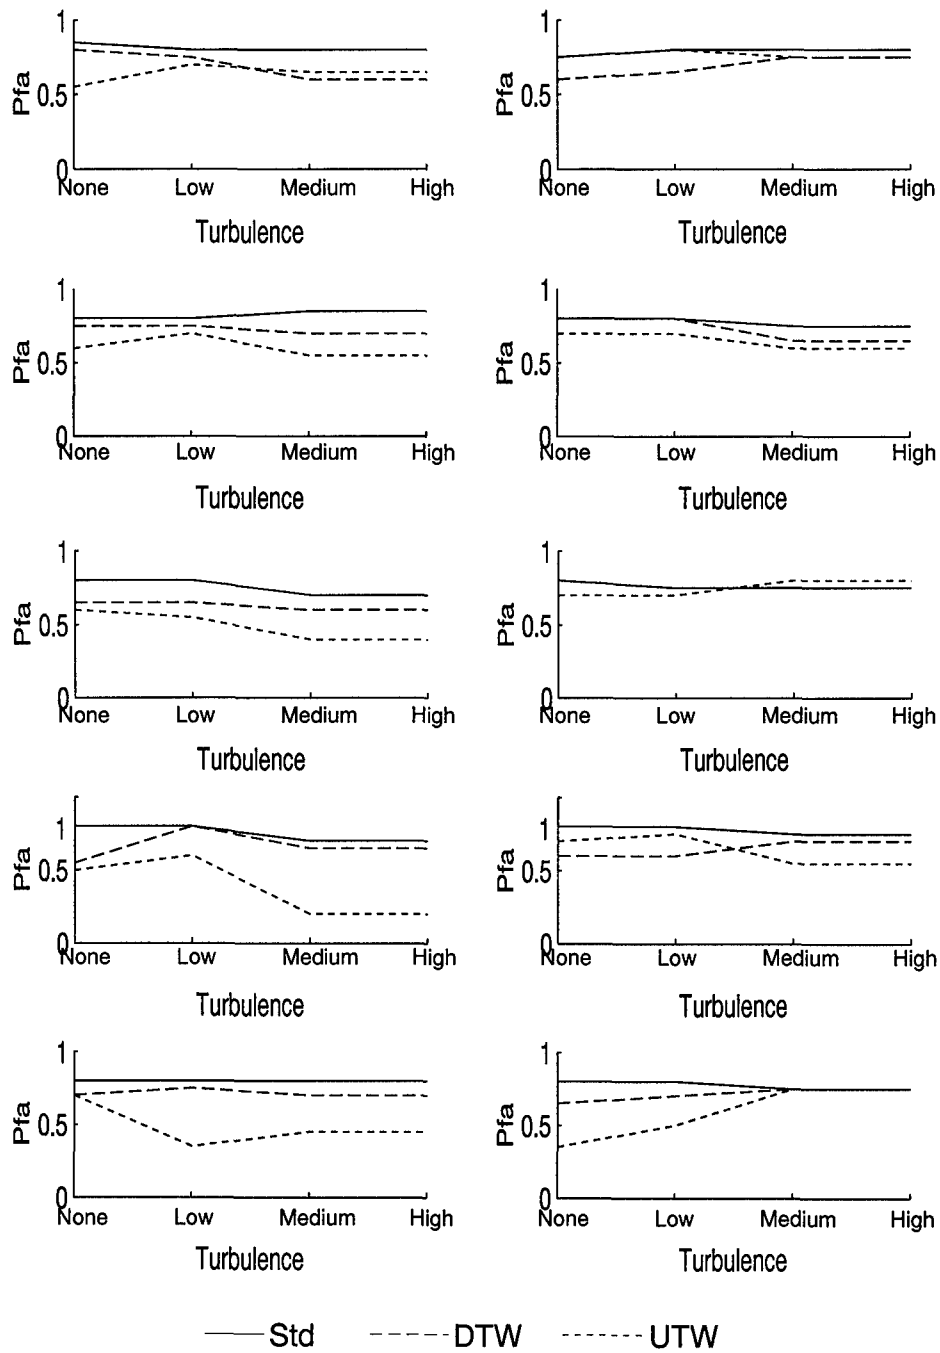 1 1
Pfa 0.5 Pfa 0.5
0 0
None Low Medium High None Low Medium High
Turbulence Turbulence
1 1
Pfa 0.5 Pfa 0.5
0 0
None Low Medium High None Low Medium High
Turbulence Turbulence
1 1
Pfa 0.5 Pfa 0.5
0 0
None Low Medium High None Low Medium High
Turbulence Turbulence
1 1
Pfa 0.5 Pfa 0.5
0 0
None Low Medium High None Low Medium High
Turbulence Turbulence
1 1
Pfa 0.5 Pfa 0.5
0 0
None Low Medium High None Low Medium High
Turbulence Turbulence
Std DTW UTW